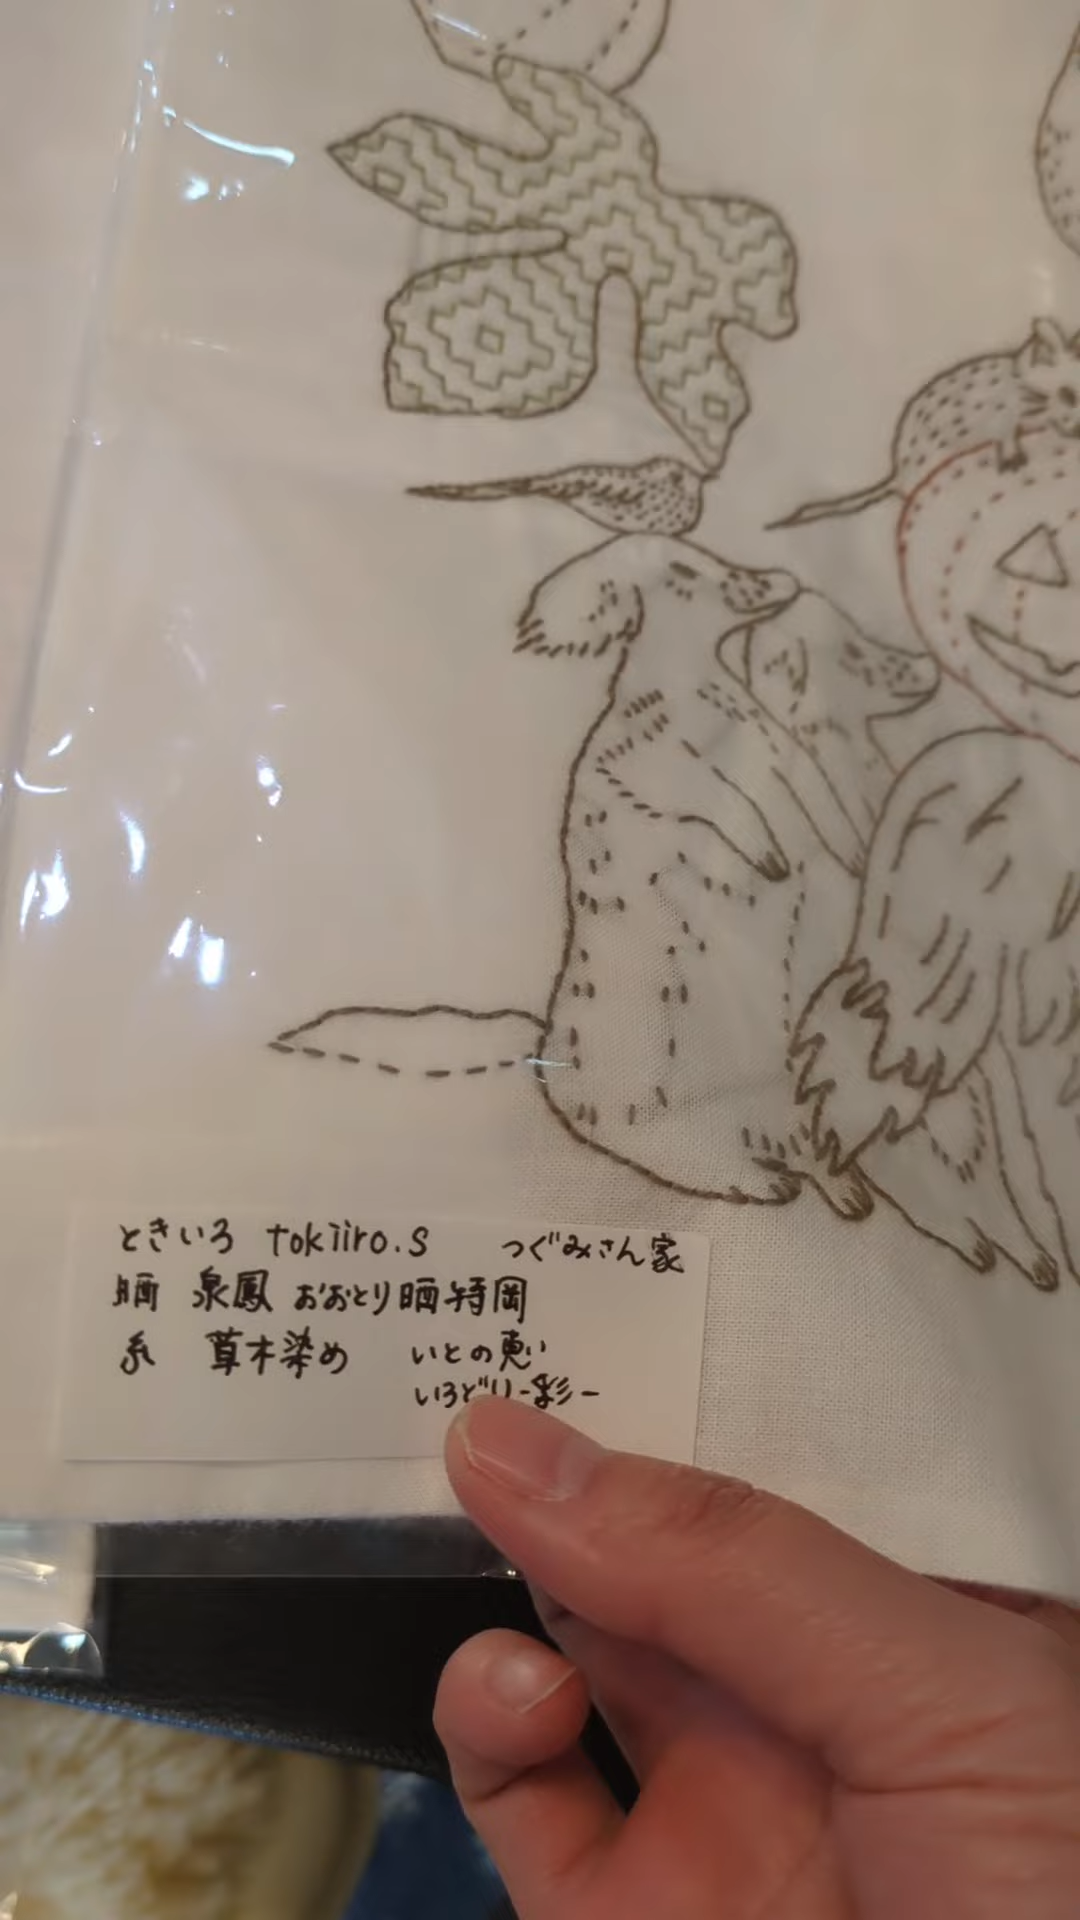 ときいろ tokiiro.s つぐみさん家
晒 泉鳳 おおとり晒特岡
糸 草木染め いとの恵い
いろどり-彩-